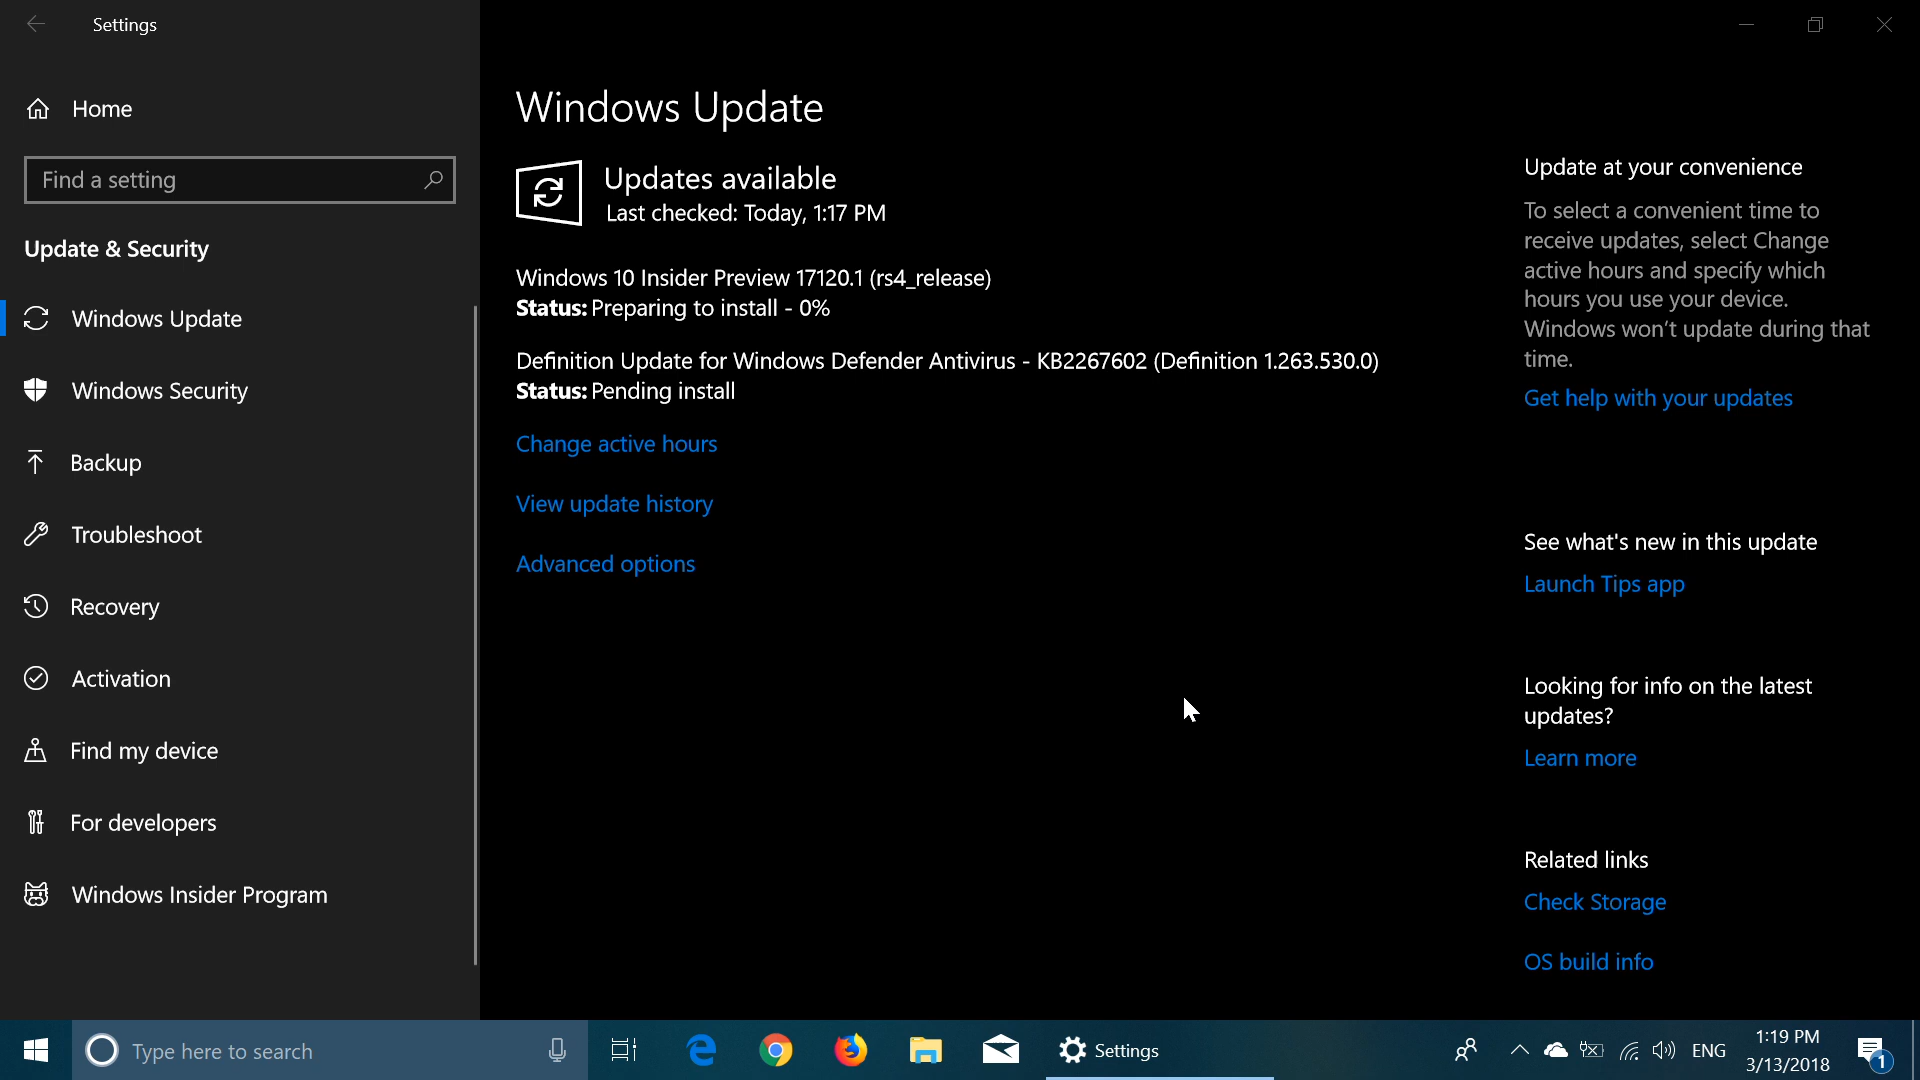 Settings
Home
Find a setting
Update & Security
Windows Update
Windows Security
Backup
Troubleshoot
Recovery
Activation
Find my device
For developers
Windows Insider Program
Windows Update
Updates available
Last checked: Today, 1:17 PM
Windows 10 Insider Preview 17120.1 (rs4_release)
Status: Preparing to install - 0%
Definition Update for Windows Defender Antivirus - KB2267602 (Definition 1.263.530.0)
Status: Pending install
Change active hours
View update history
Advanced options
Update at your convenience
To select a convenient time to
receive updates, select Change
active hours and specify which
hours you use your device.
Windows won't update during that
time.
Get help with your updates
See what's new in this update
Launch Tips app
Looking for info on the latest
updates?
Learn more
Related links
Check Storage
OS build info
Type here to search
Settings
ENG
1:19 PM
3/13/2018
1